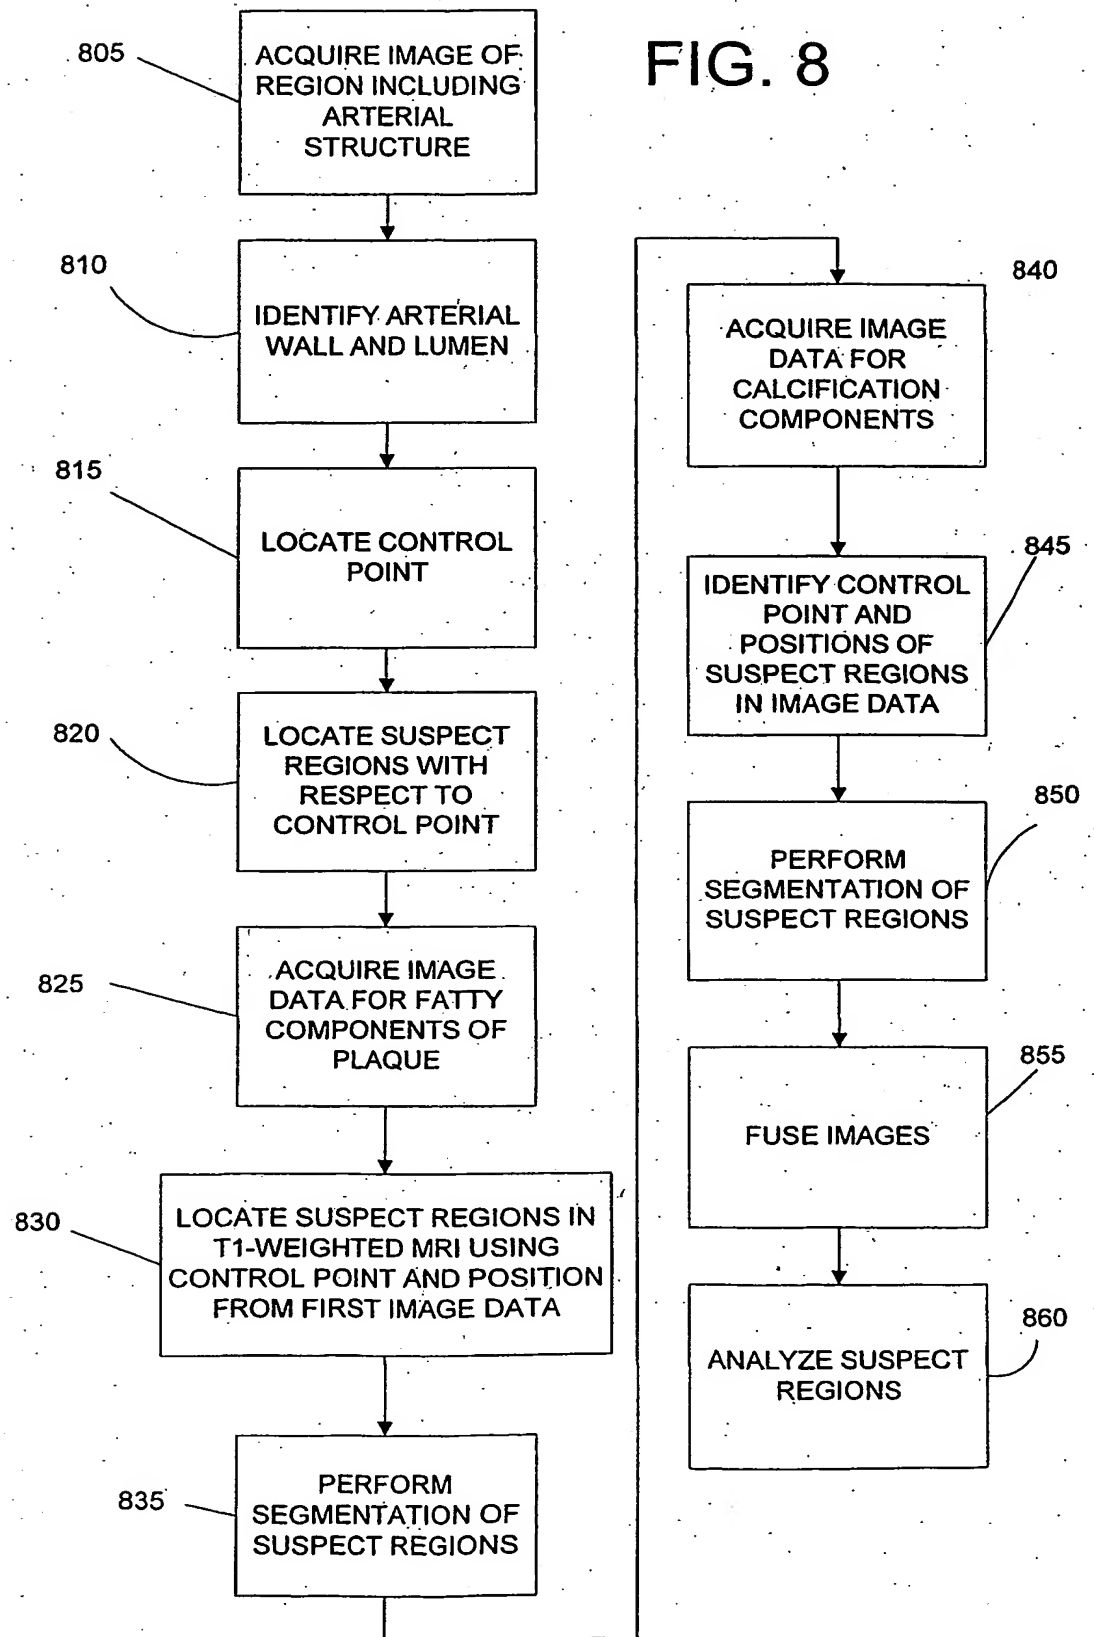 FIG. 8
805
ACQUIRE IMAGE OF
REGION INCLUDING
ARTERIAL
STRUCTURE
810
IDENTIFY ARTERIAL
WALL AND LUMEN
815
LOCATE CONTROL
POINT
820
LOCATE SUSPECT
REGIONS WITH
RESPECT TO
CONTROL POINT
825
ACQUIRE IMAGE
DATA FOR FATTY
COMPONENTS OF
PLAQUE
830
LOCATE SUSPECT REGIONS IN
T1-WEIGHTED MRI USING
CONTROL POINT AND POSITION
FROM FIRST IMAGE DATA
835
PERFORM
SEGMENTATION OF
SUSPECT REGIONS
840
ACQUIRE IMAGE
DATA FOR
CALCIFICATION
COMPONENTS
845
IDENTIFY CONTROL
POINT AND
POSITIONS OF
SUSPECT REGIONS
IN IMAGE DATA
850
PERFORM
SEGMENTATION OF
SUSPECT REGIONS
855
FUSE IMAGES
860
ANALYZE SUSPECT
REGIONS